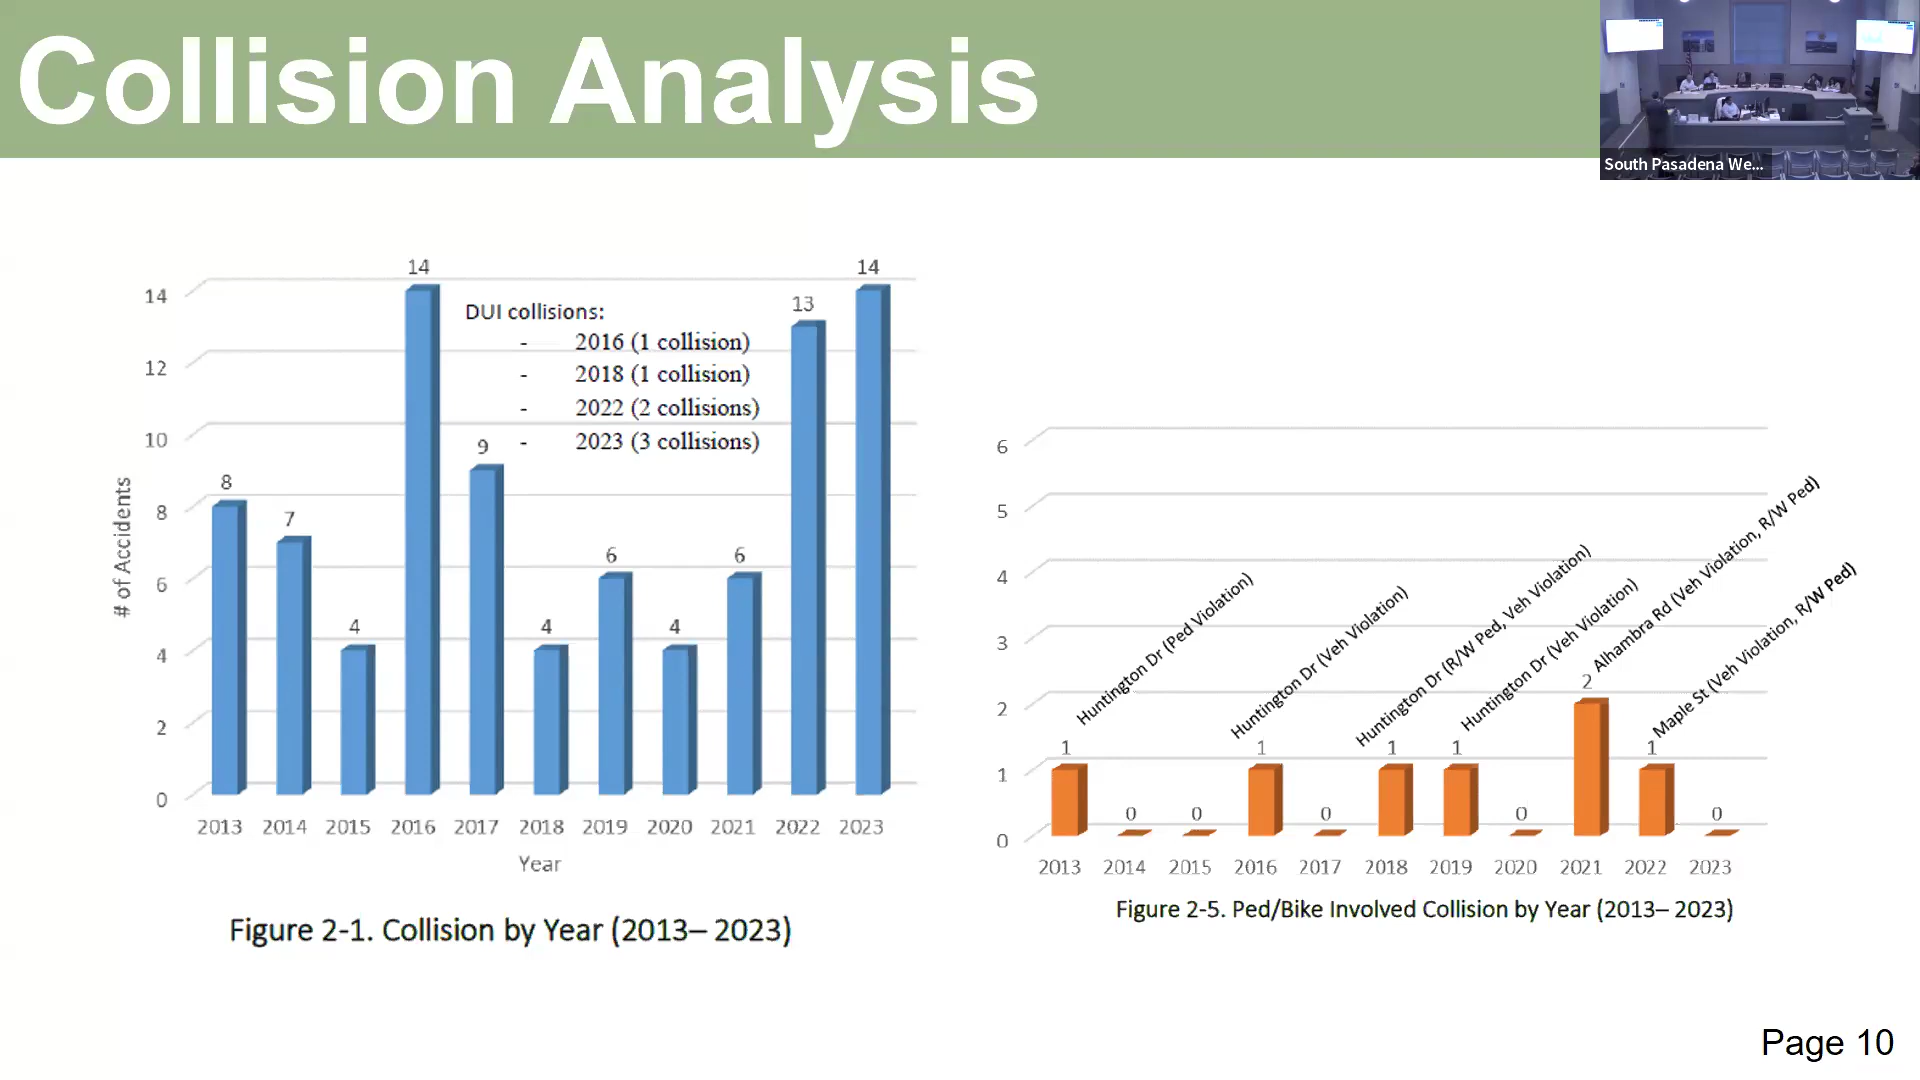 Collision Analysis
South Pasadena We...
14
12
10
8
6
4
2
0
# of Accidents
8
7
4
14
9
4
6
4
6
13
14
DUI collisions:
- 2016 (1 collision)
- 2018 (1 collision)
- 2022 (2 collisions)
- 2023 (3 collisions)
2013 2014 2015 2016 2017 2018 2019 2020 2021 2022 2023
Year
Figure 2-1. Collision by Year (2013– 2023)
6
5
4
3
2
1
0
Huntington Dr (Ped Violation)
Huntington Dr (Veh Violation)
Huntington Dr (R/W Ped, Veh Violation)
Huntington Dr (Veh Violation)
Alhambra Rd (Veh Violation, R/W Ped)
Maple St (Veh Violation, R/W Ped)
1
0
0
1
0
1
1
0
2
1
0
2013 2014 2015 2016 2017 2018 2019 2020 2021 2022 2023
Figure 2-5. Ped/Bike Involved Collision by Year (2013– 2023)
Page 10